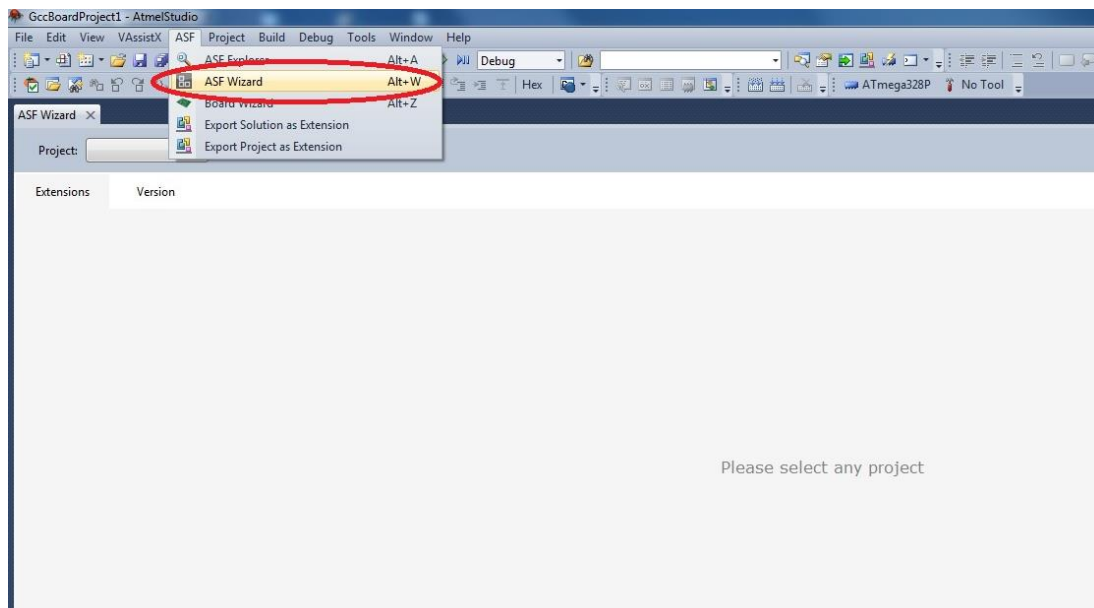 GccBoardProject1 - AtmelStudio
File Edit View VAssistX ASF Project Build Debug Tools Window Help
ASF Explorer Alt+A
Debug
ASF Wizard Alt+W
Hex
ATmega328P No Tool
Board Wizard Alt+Z
ASF Wizard
Export Solution as Extension
Project:
Export Project as Extension
Extensions Version
Please select any project